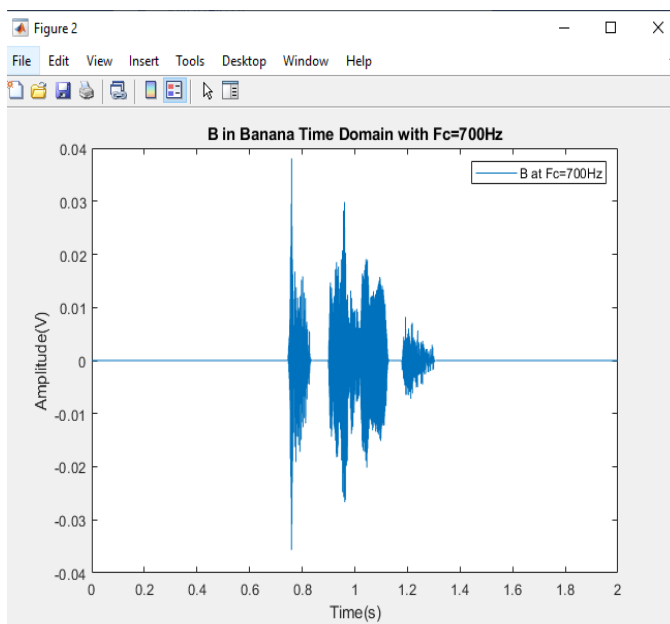 Figure 2
File Edit View Insert Tools Desktop Window Help
B in Banana Time Domain with Fc=700Hz
B at Fc=700Hz
Amplitude(V)
0.04
0.03
0.02
0.01
0
-0.01
-0.02
-0.03
-0.04
0 0.2 0.4 0.6 0.8 1 1.2 1.4 1.6 1.8 2
Time(s)